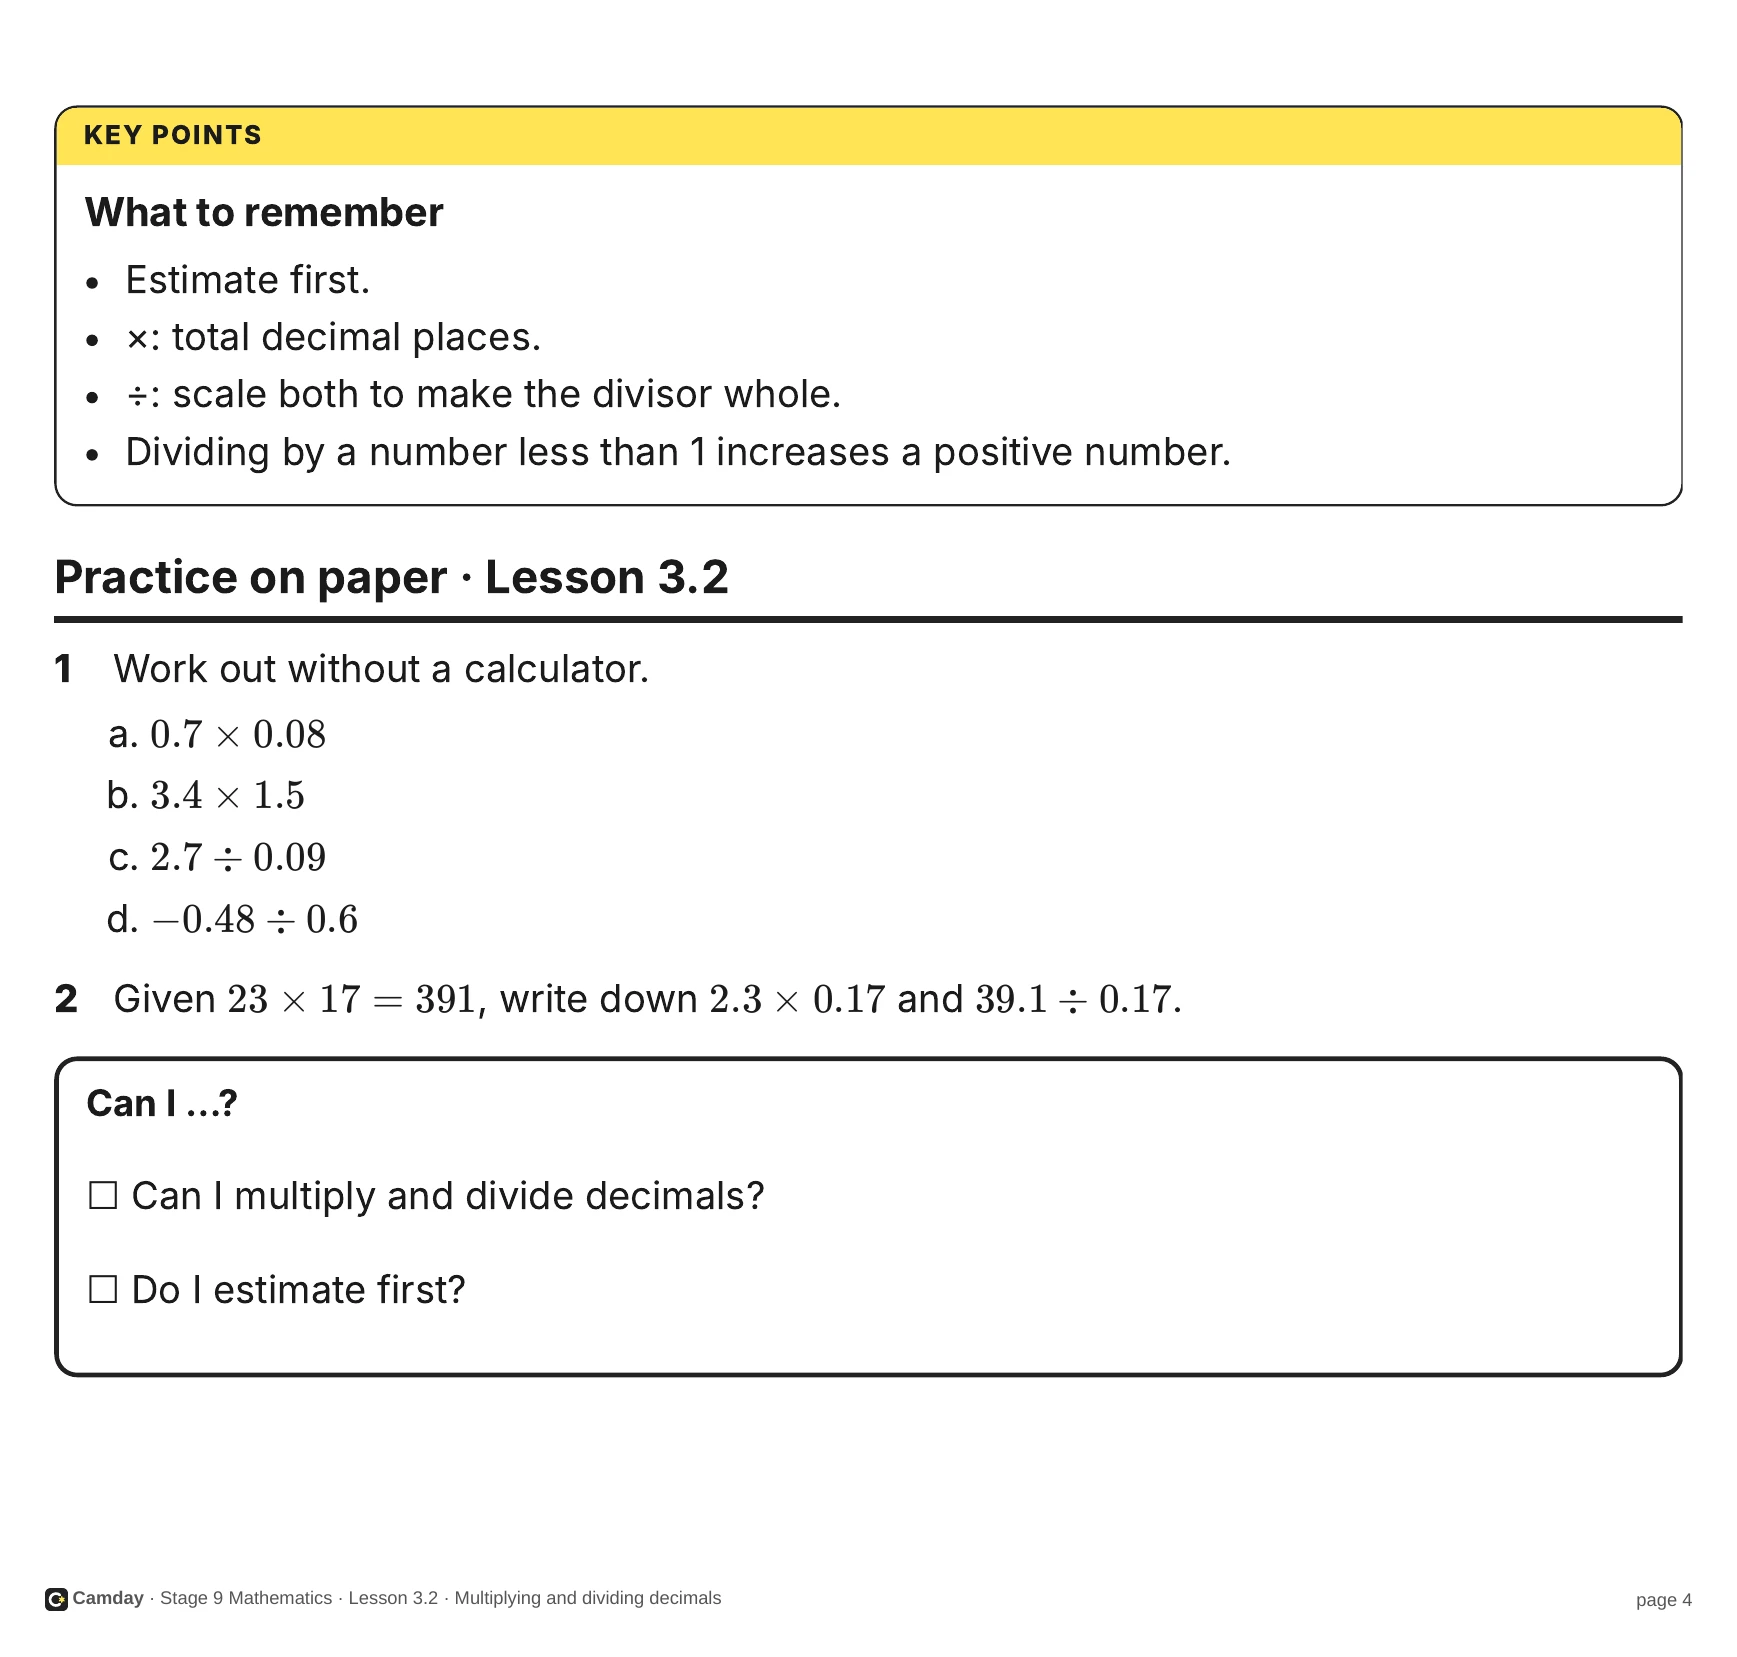 KEY POINTS
What to remember
• Estimate first.
• ×: total decimal places.
• ÷: scale both to make the divisor whole.
• Dividing by a number less than 1 increases a positive number.
Practice on paper · Lesson 3.2
1 Work out without a calculator.
a. 0.7 × 0.08
b. 3.4 × 1.5
c. 2.7 ÷ 0.09
d. −0.48 ÷ 0.6
2 Given 23 × 17 = 391, write down 2.3 × 0.17 and 39.1 ÷ 0.17.
Can I …?
☐ Can I multiply and divide decimals?
☐ Do I estimate first?
Camday · Stage 9 Mathematics · Lesson 3.2 · Multiplying and dividing decimals page 4